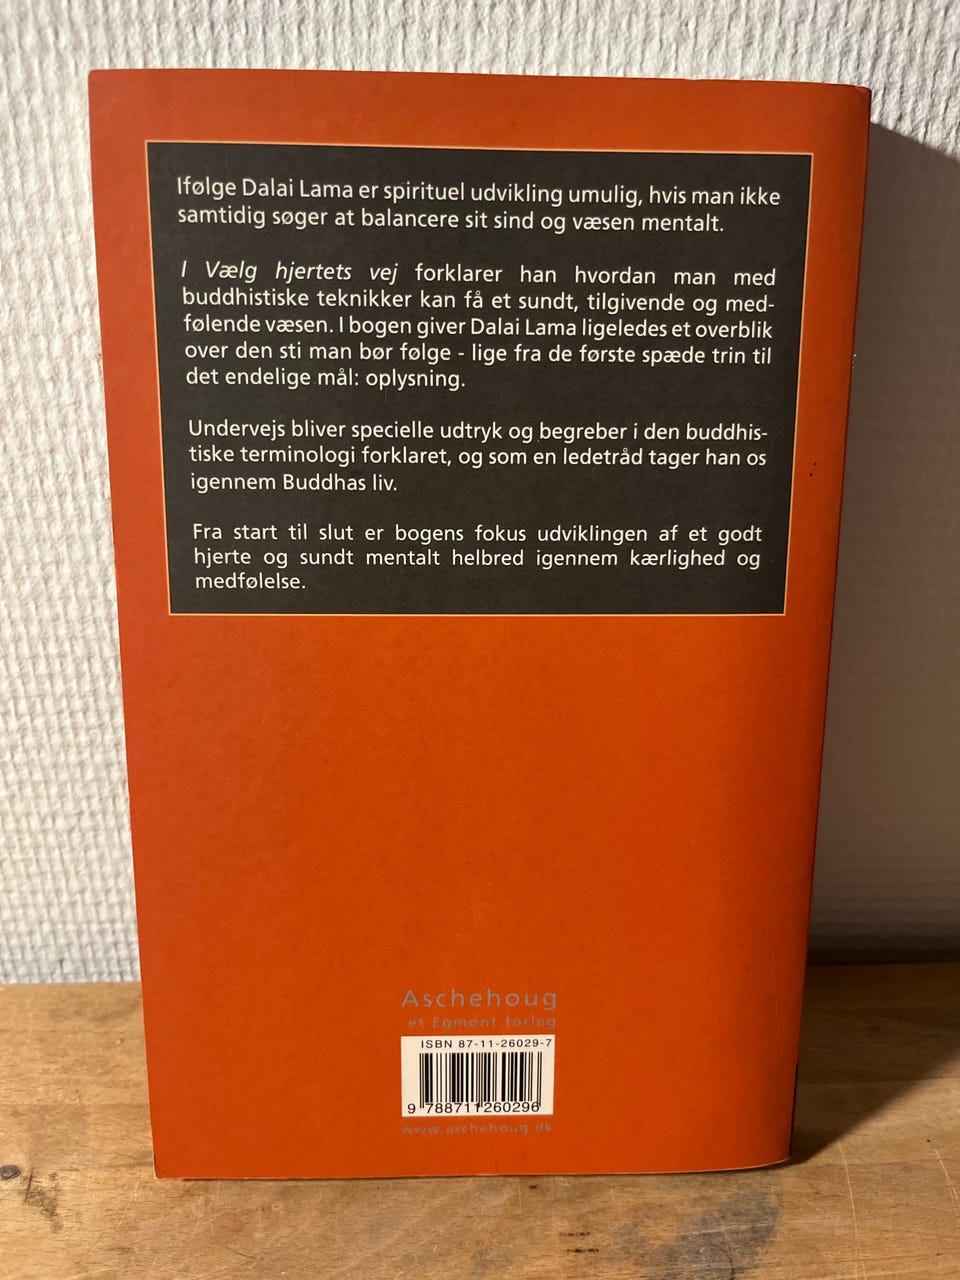 Ifølge Dalai Lama er spirituel udvikling umulig, hvis man ikke
samtidig søger at balancere sit sind og væsen mentalt.
I Vælg hjertets vej forklarer han hvordan man med
buddhistiske teknikker kan få et sundt, tilgivende og med-
følende væsen. I bogen giver Dalai Lama ligeledes et overblik
over den sti man bør følge - lige fra de første spæde trin til
det endelige mål: oplysning.
Undervejs bliver specielle udtryk og begreber i den buddhis-
tiske terminologi forklaret, og som en ledetråd tager han os
igennem Buddhas liv.
Fra start til slut er bogens fokus udviklingen af et godt
hjerte og sundt mentalt helbred igennem kærlighed og
medfølelse.
Aschehoug
et Egmont forlag
ISBN 87-11-26029-7
9 788711 260296
www.aschehoug.dk